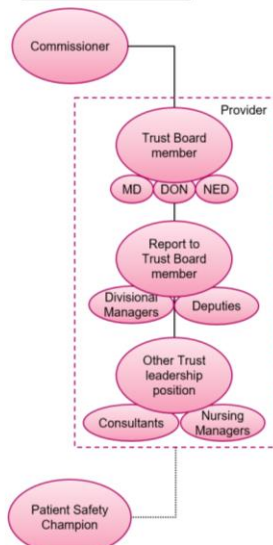 Commissioner
Provider
Trust Board
member
MD
DON
NED
Report to
Trust Board
member
Divisional
Managers
Deputies
Other Trust
leadership
position
Consultants
Nursing
Managers
Patient Safety
Champion